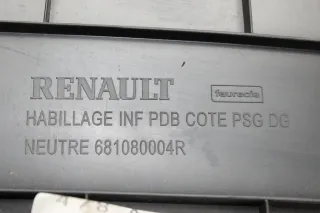 RENAULT
faurecia
HABILLAGE INF PDB COTE PSG DG
NEUTRE 681080004R